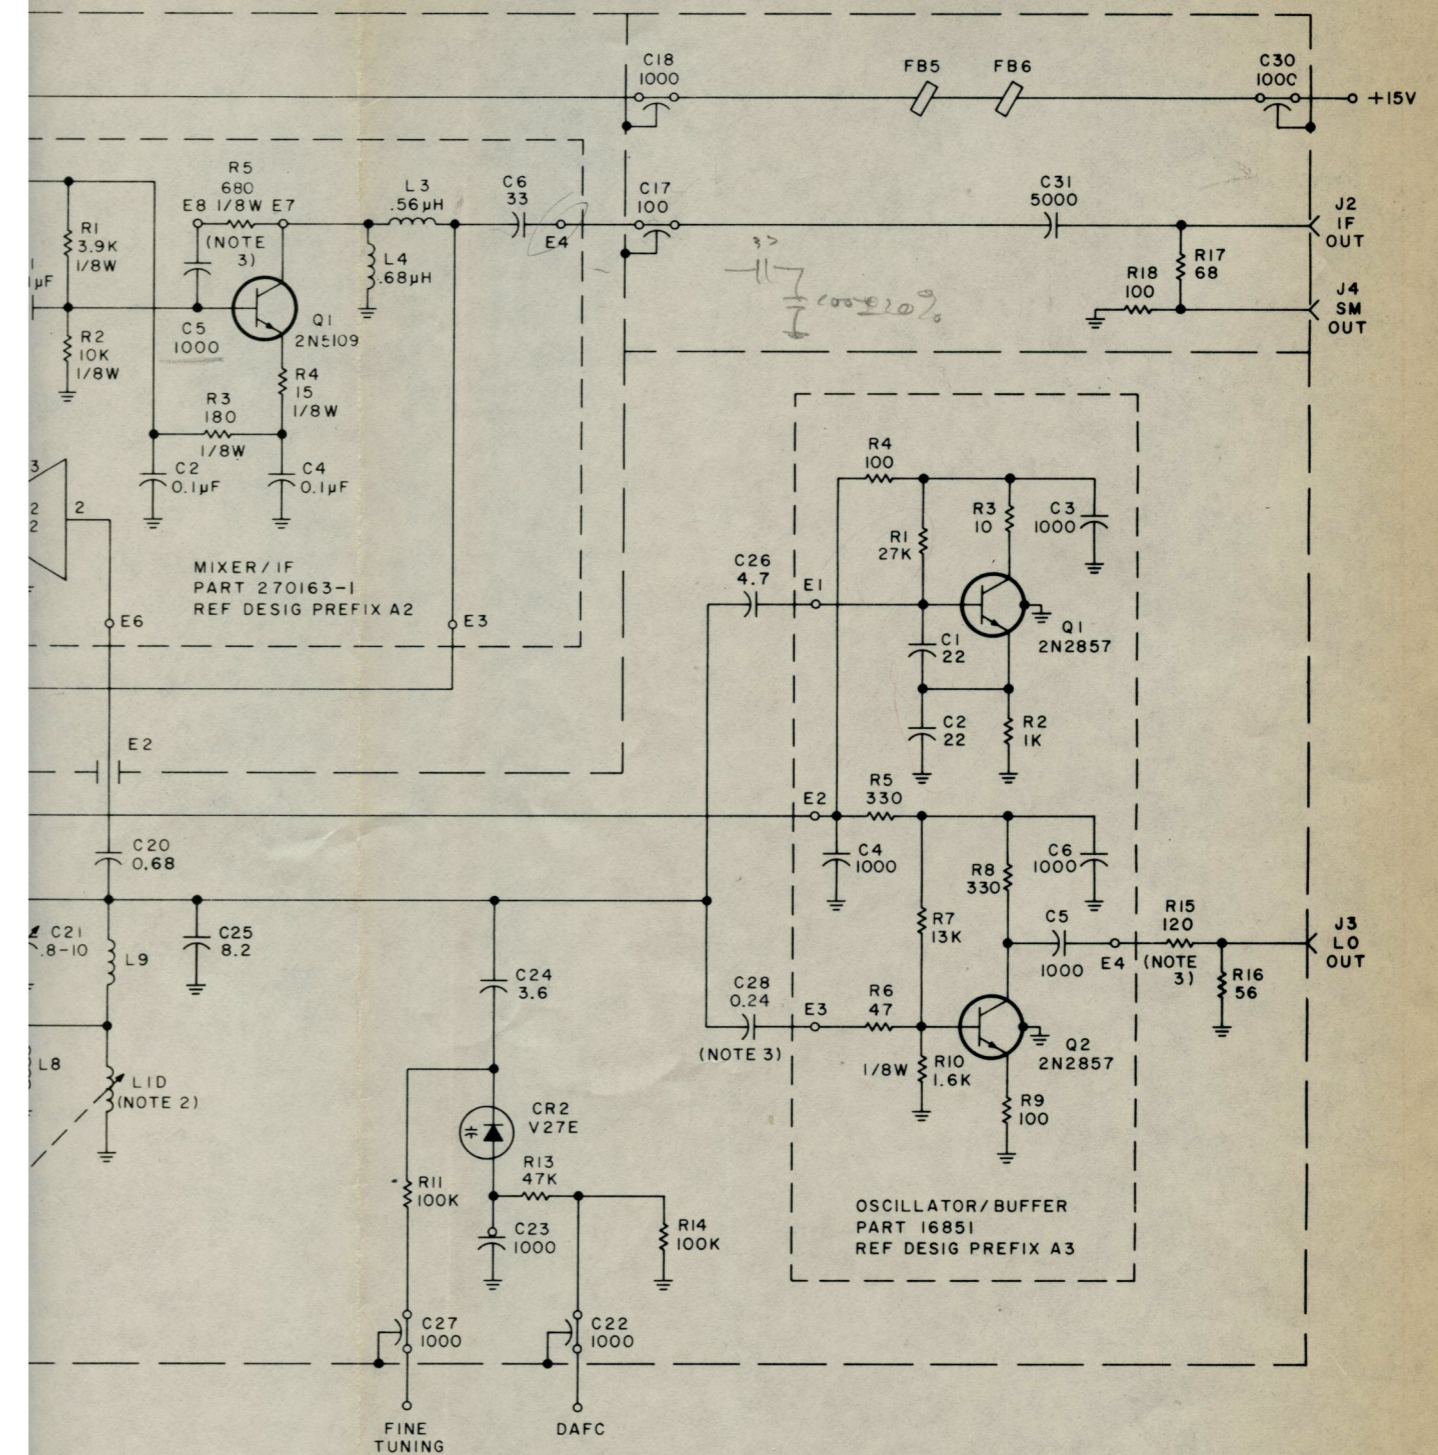 C18
1000
FB5
FB6
C30
100C
+15V
R5
680
E8 1/8W E7
(NOTE
3)
L3
.56µH
C6
33
E4
C17
100
C31
5000
J2
IF
OUT
R1
3.9K
1/8W
L4
.68µH
R17
68
R18
100
J4
SM
OUT
µF
C5
1000
Q1
2N5109
R2
10K
1/8W
R4
15
1/8W
R3
180
1/8W
C2
0.1µF
C4
0.1µF
3
2
2
2
MIXER/IF
PART 270163-1
REF DESIG PREFIX A2
E6
E3
E2
R4
100
R3
10
C3
1000
R1
27K
C26
4.7
E1
Q1
2N2857
C1
22
C2
22
R2
1K
E2
R5
330
C20
0.68
C4
1000
R8
330
C6
1000
C21
.8-10
L9
C25
8.2
R7
13K
C5
1000
E4
R15
120
(NOTE
3)
J3
LO
OUT
R16
56
C24
3.6
C28
0.24
(NOTE 3)
E3
R6
47
Q2
2N2857
1/8W
R10
1.6K
L8
L1D
(NOTE 2)
CR2
V27E
R9
100
R11
100K
R13
47K
C23
1000
R14
100K
OSCILLATOR/BUFFER
PART 16851
REF DESIG PREFIX A3
C27
1000
C22
1000
FINE
TUNING
DAFC